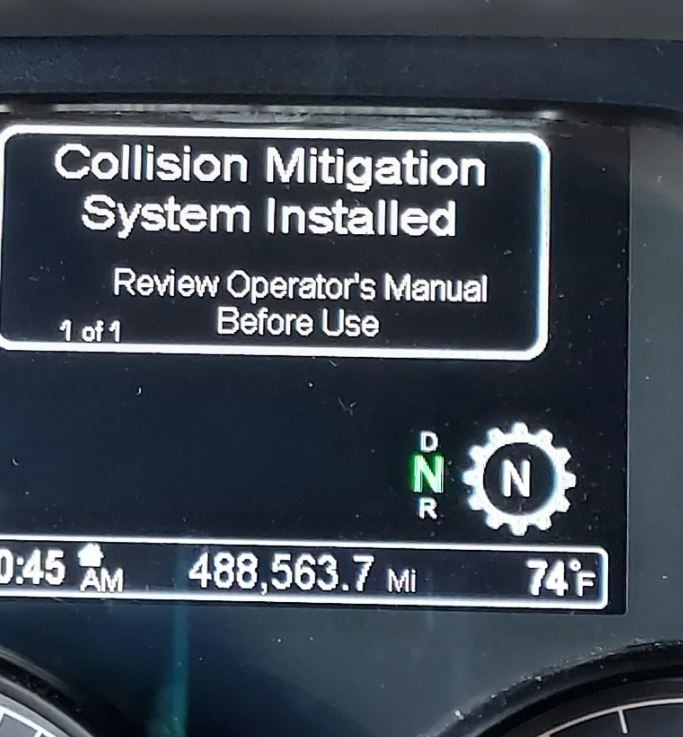 Collision Mitigation
System Installed
Review Operator's Manual
Before Use
1 of 1
D
N
R
N
0:45 AM 488,563.7 Mi 74°F